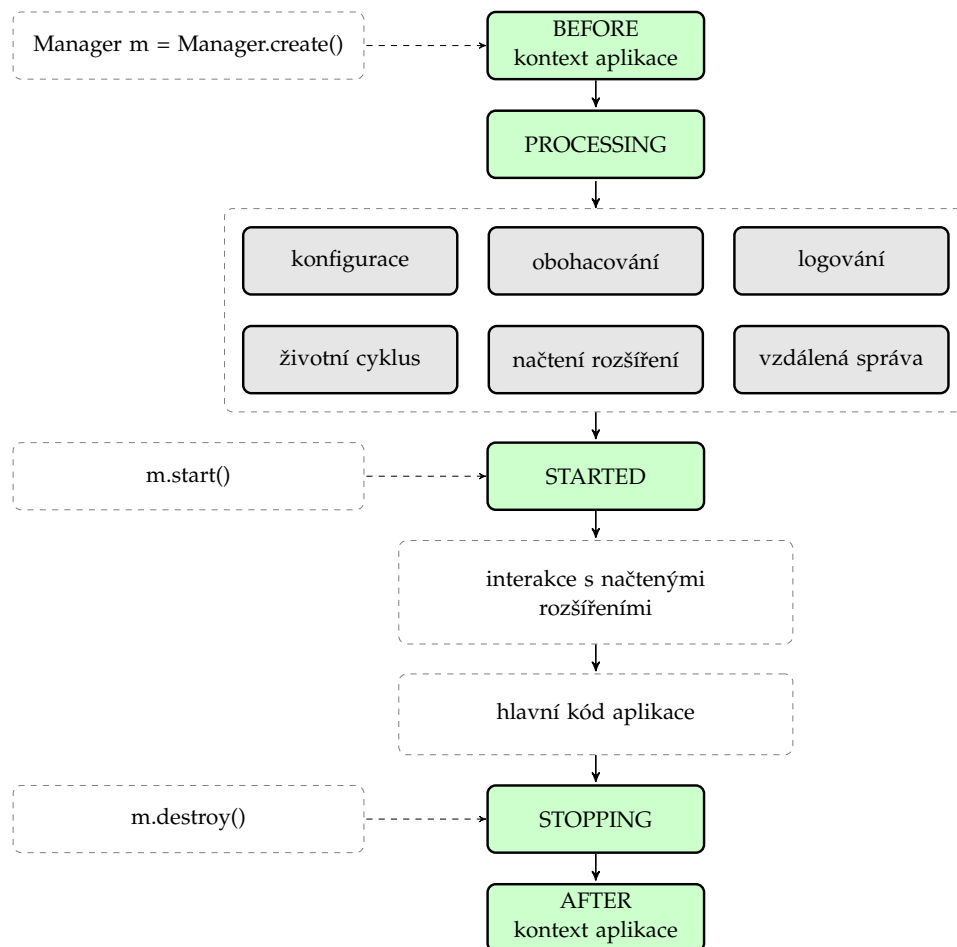 Manager m = Manager.create()
BEFORE
kontext aplikace
PROCESSING
konfigurace
obohacování
logování
životní cyklus
načtení rozšíření
vzdálená správa
m.start()
STARTED
interakce s načtenými
rozšířeními
hlavní kód aplikace
m.destroy()
STOPPING
AFTER
kontext aplikace